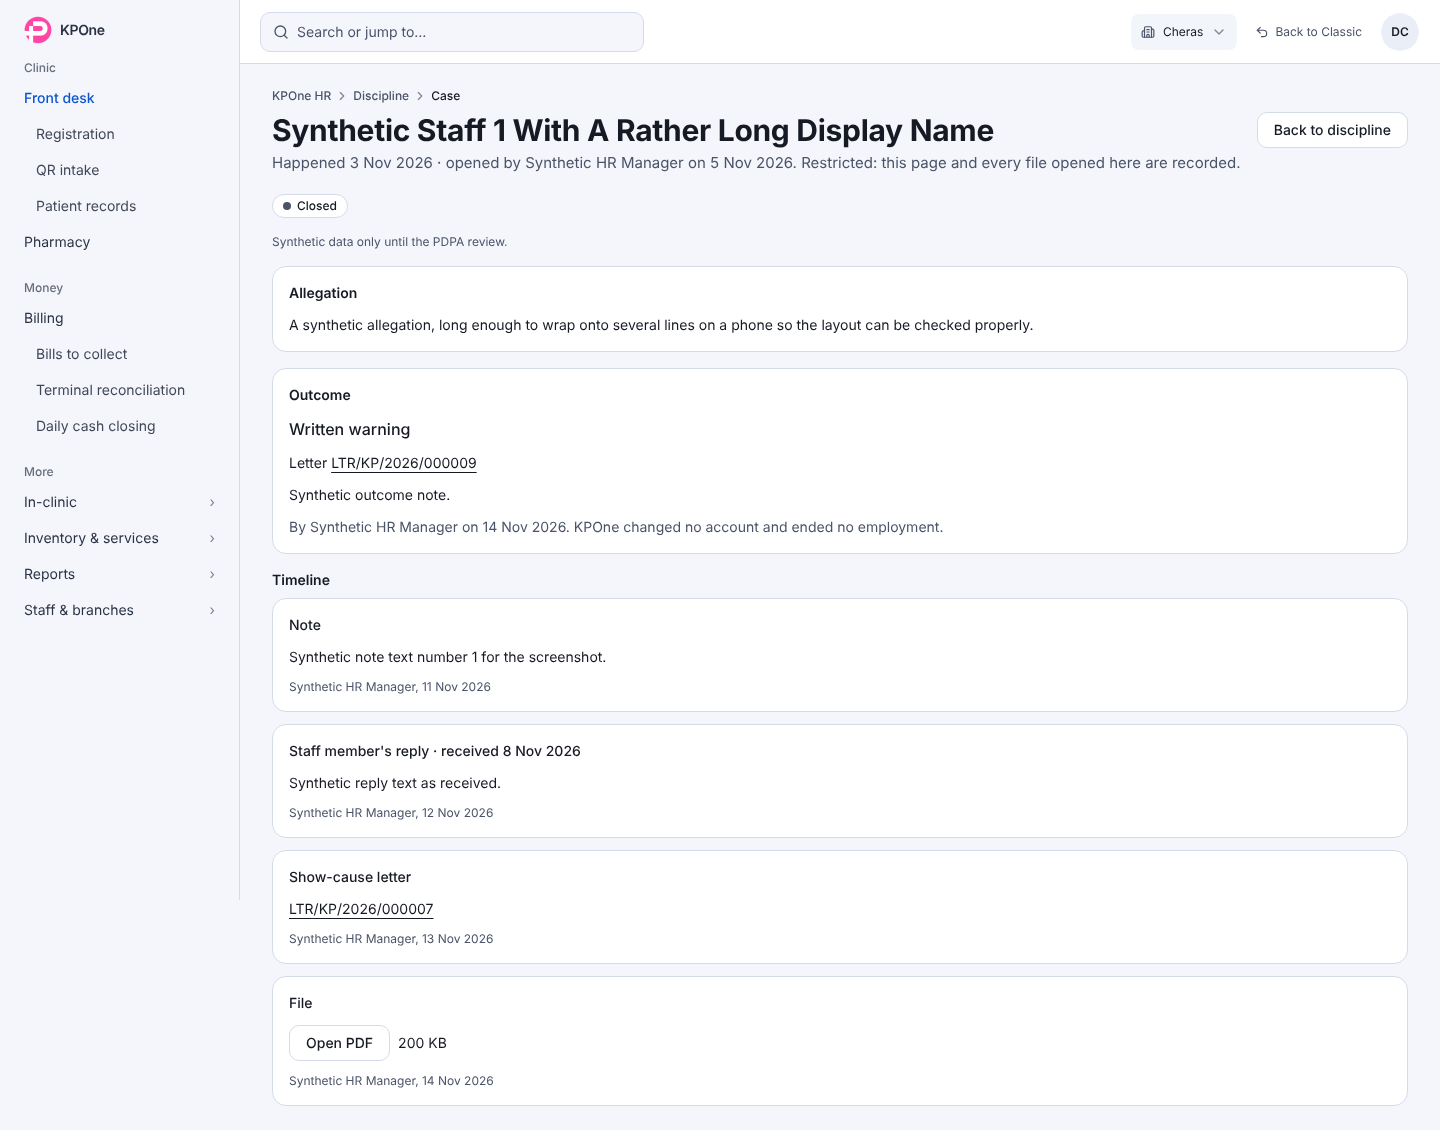 KPOne
Clinic
Front desk
Registration
QR intake
Patient records
Pharmacy
Money
Billing
Bills to collect
Terminal reconciliation
Daily cash closing
More
In-clinic
Inventory & services
Reports
Staff & branches
Search or jump to...
Cheras
Back to Classic
DC
KPOne HR > Discipline > Case
Synthetic Staff 1 With A Rather Long Display Name
Back to discipline
Happened 3 Nov 2026 · opened by Synthetic HR Manager on 5 Nov 2026. Restricted: this page and every file opened here are recorded.
Closed
Synthetic data only until the PDPA review.
Allegation
A synthetic allegation, long enough to wrap onto several lines on a phone so the layout can be checked properly.
Outcome
Written warning
Letter LTR/KP/2026/000009
Synthetic outcome note.
By Synthetic HR Manager on 14 Nov 2026. KPOne changed no account and ended no employment.
Timeline
Note
Synthetic note text number 1 for the screenshot.
Synthetic HR Manager, 11 Nov 2026
Staff member's reply · received 8 Nov 2026
Synthetic reply text as received.
Synthetic HR Manager, 12 Nov 2026
Show-cause letter
LTR/KP/2026/000007
Synthetic HR Manager, 13 Nov 2026
File
Open PDF 200 KB
Synthetic HR Manager, 14 Nov 2026